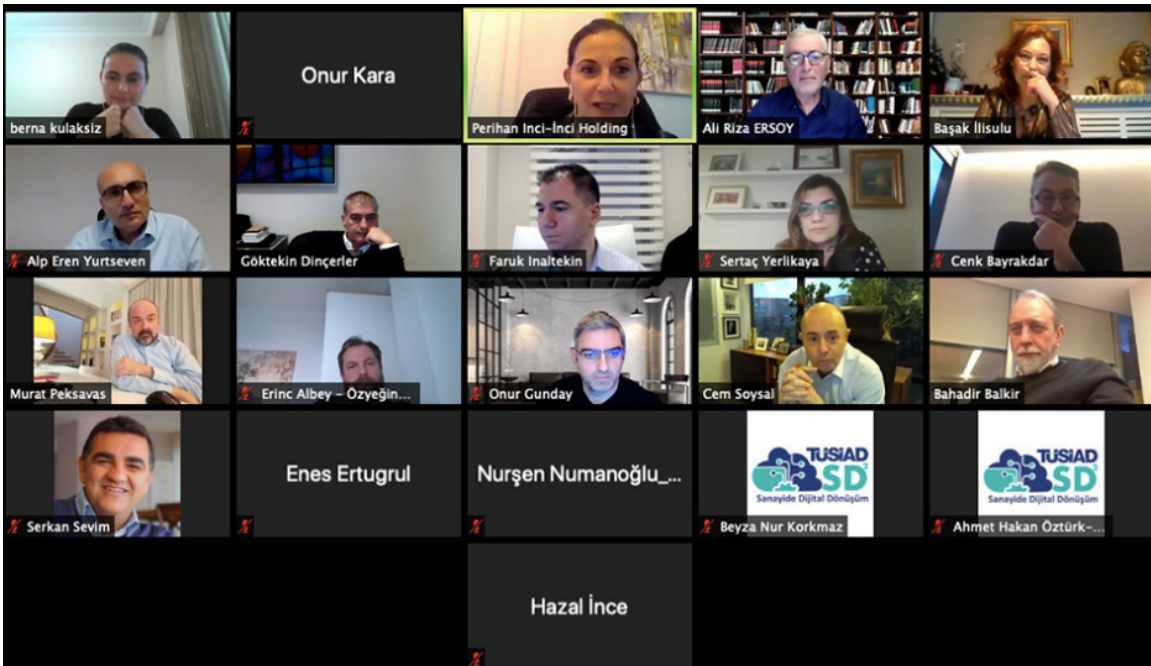 berna kulaksiz
Onur Kara
Perihan Inci-İnci Holding
Ali Riza ERSOY
Başak İlisulu
Alp Eren Yurtseven
Göktekin Dinçerler
Faruk Inaltekin
Sertaç Yerlikaya
Cenk Bayrakdar
Murat Peksavas
Erinc Albey - Özyeğin...
Onur Gunday
Cem Soysal
Bahadir Balkir
Serkan Sevim
Enes Ertugrul
Nurşen Numanoğlu_...
TÜSİAD
SD²
Sanayide Dijital Dönüşüm
Beyza Nur Korkmaz
TÜSİAD
SD²
Sanayide Dijital Dönüşüm
Ahmet Hakan Öztürk-...
Hazal İnce